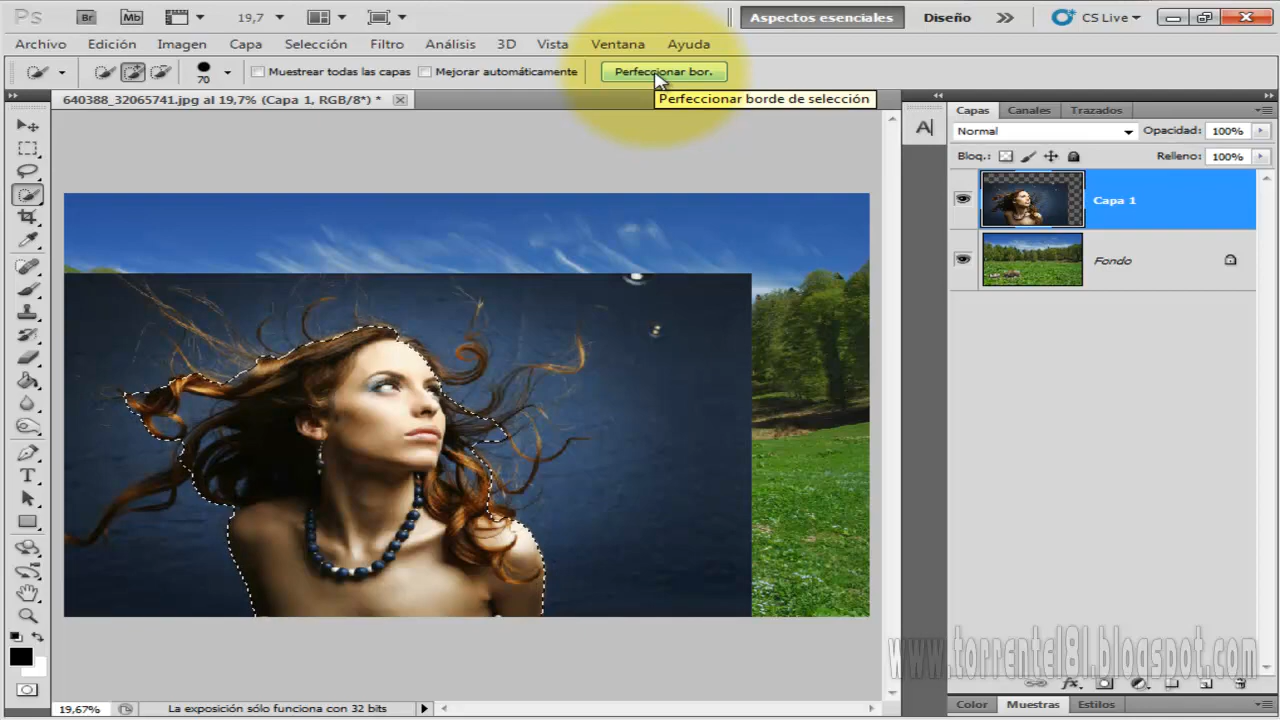 Ps Br Mb 19,7 Aspectos esenciales Diseño CS Live
Archivo Edición Imagen Capa Selección Filtro Análisis 3D Vista Ventana Ayuda
70 Muestrear todas las capas Mejorar automáticamente Perfeccionar bor.
640388_32065741.jpg al 19,7% (Capa 1, RGB/8*) *
Perfeccionar borde de selección
A
Capas Canales Trazados
Normal Opacidad: 100%
Bloq.: Relleno: 100%
Capa 1
Fondo
T
www.torrente181.blogspot.com
19,67% La exposición sólo funciona con 32 bits
Color Muestras Estilos